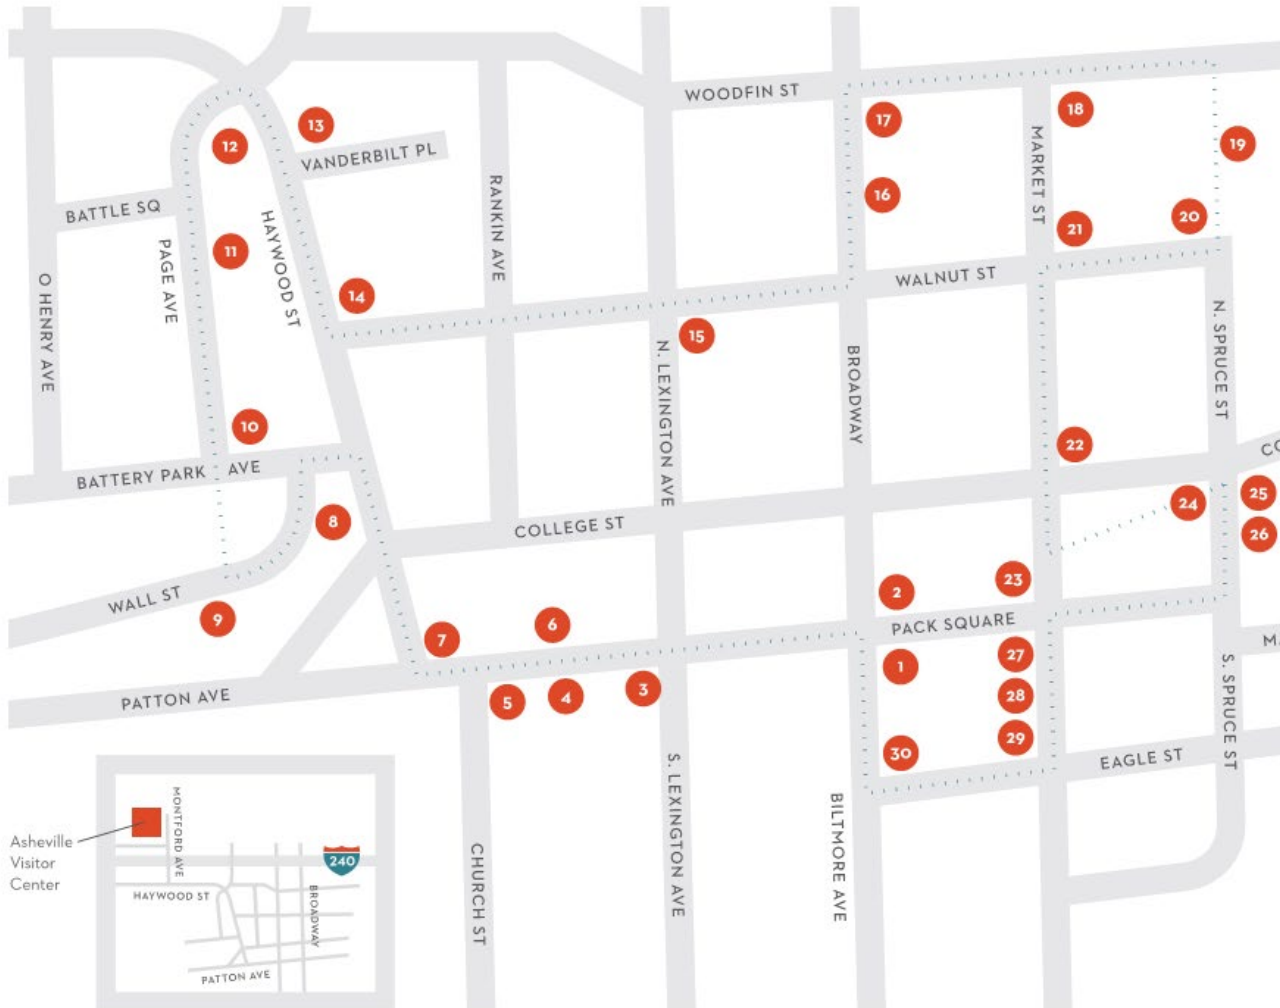 WOODFIN ST
17
18
13
12
VANDERBILT PL
MARKET ST
19
RANKIN AVE
16
BATTLE SQ
20
HAYWOOD ST
21
PAGE AVE
11
WALNUT ST
14
O HENRY AVE
N. SPRUCE ST
15
N. LEXINGTON AVE
BROADWAY
10
22
CO
BATTERY PARK AVE
25
24
8
COLLEGE ST
26
23
2
WALL ST
9
6
PACK SQUARE
7
MA
27
1
S. SPRUCE ST
3
4
28
5
PATTON AVE
29
30
EAGLE ST
S. LEXINGTON AVE
BILTMORE AVE
CHURCH ST
Asheville
Visitor
Center
MONTFORD AVE
240
HAYWOOD ST
BROADWAY
PATTON AVE